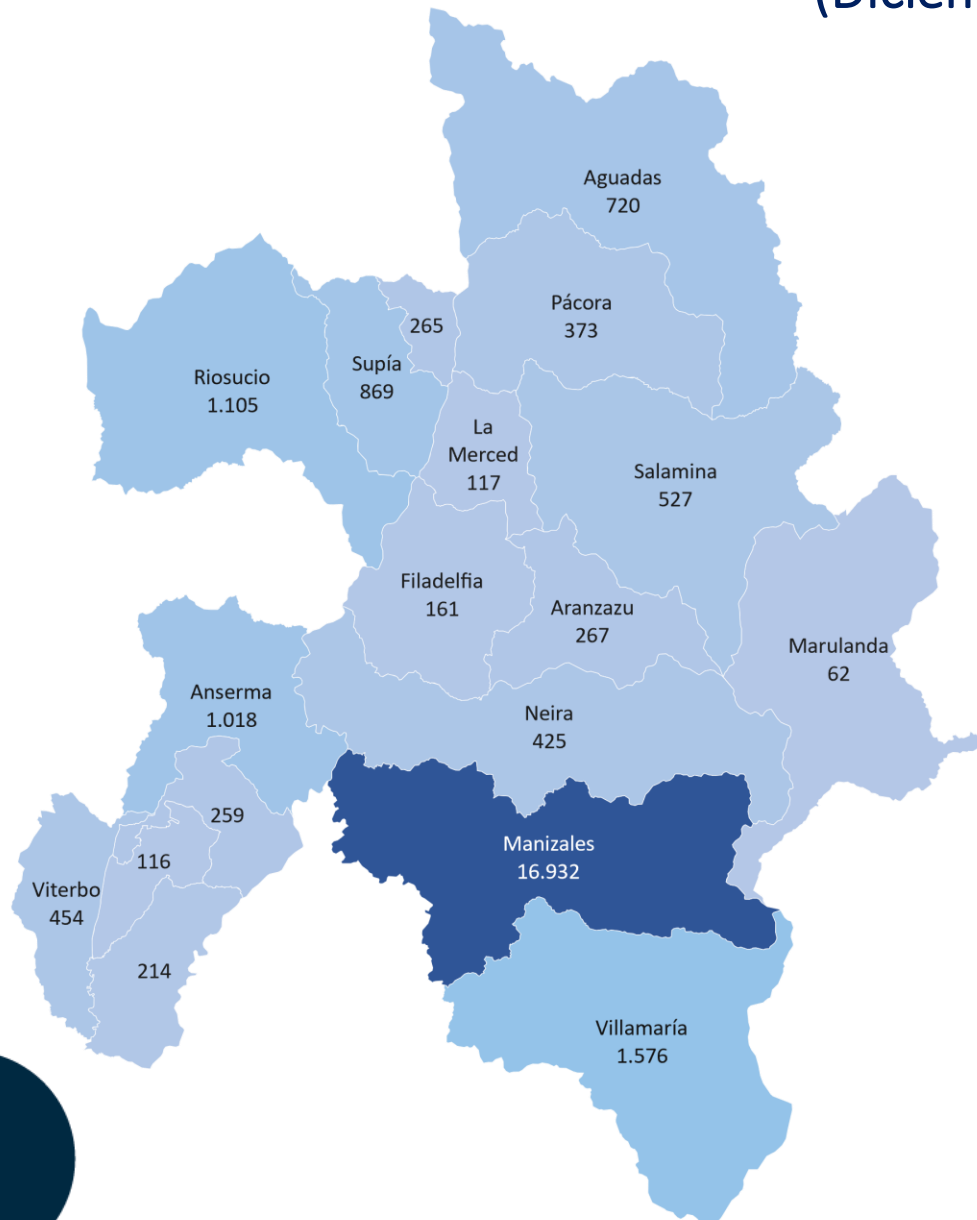 (Diciem
Aguadas
720
Pácora
373
265
Supía
869
Riosucio
1.105
La
Merced
117
Salamina
527
Filadelfia
161
Aranzazu
267
Marulanda
62
Anserma
1.018
Neira
425
259
Manizales
16.932
116
Viterbo
454
214
Villamaría
1.576